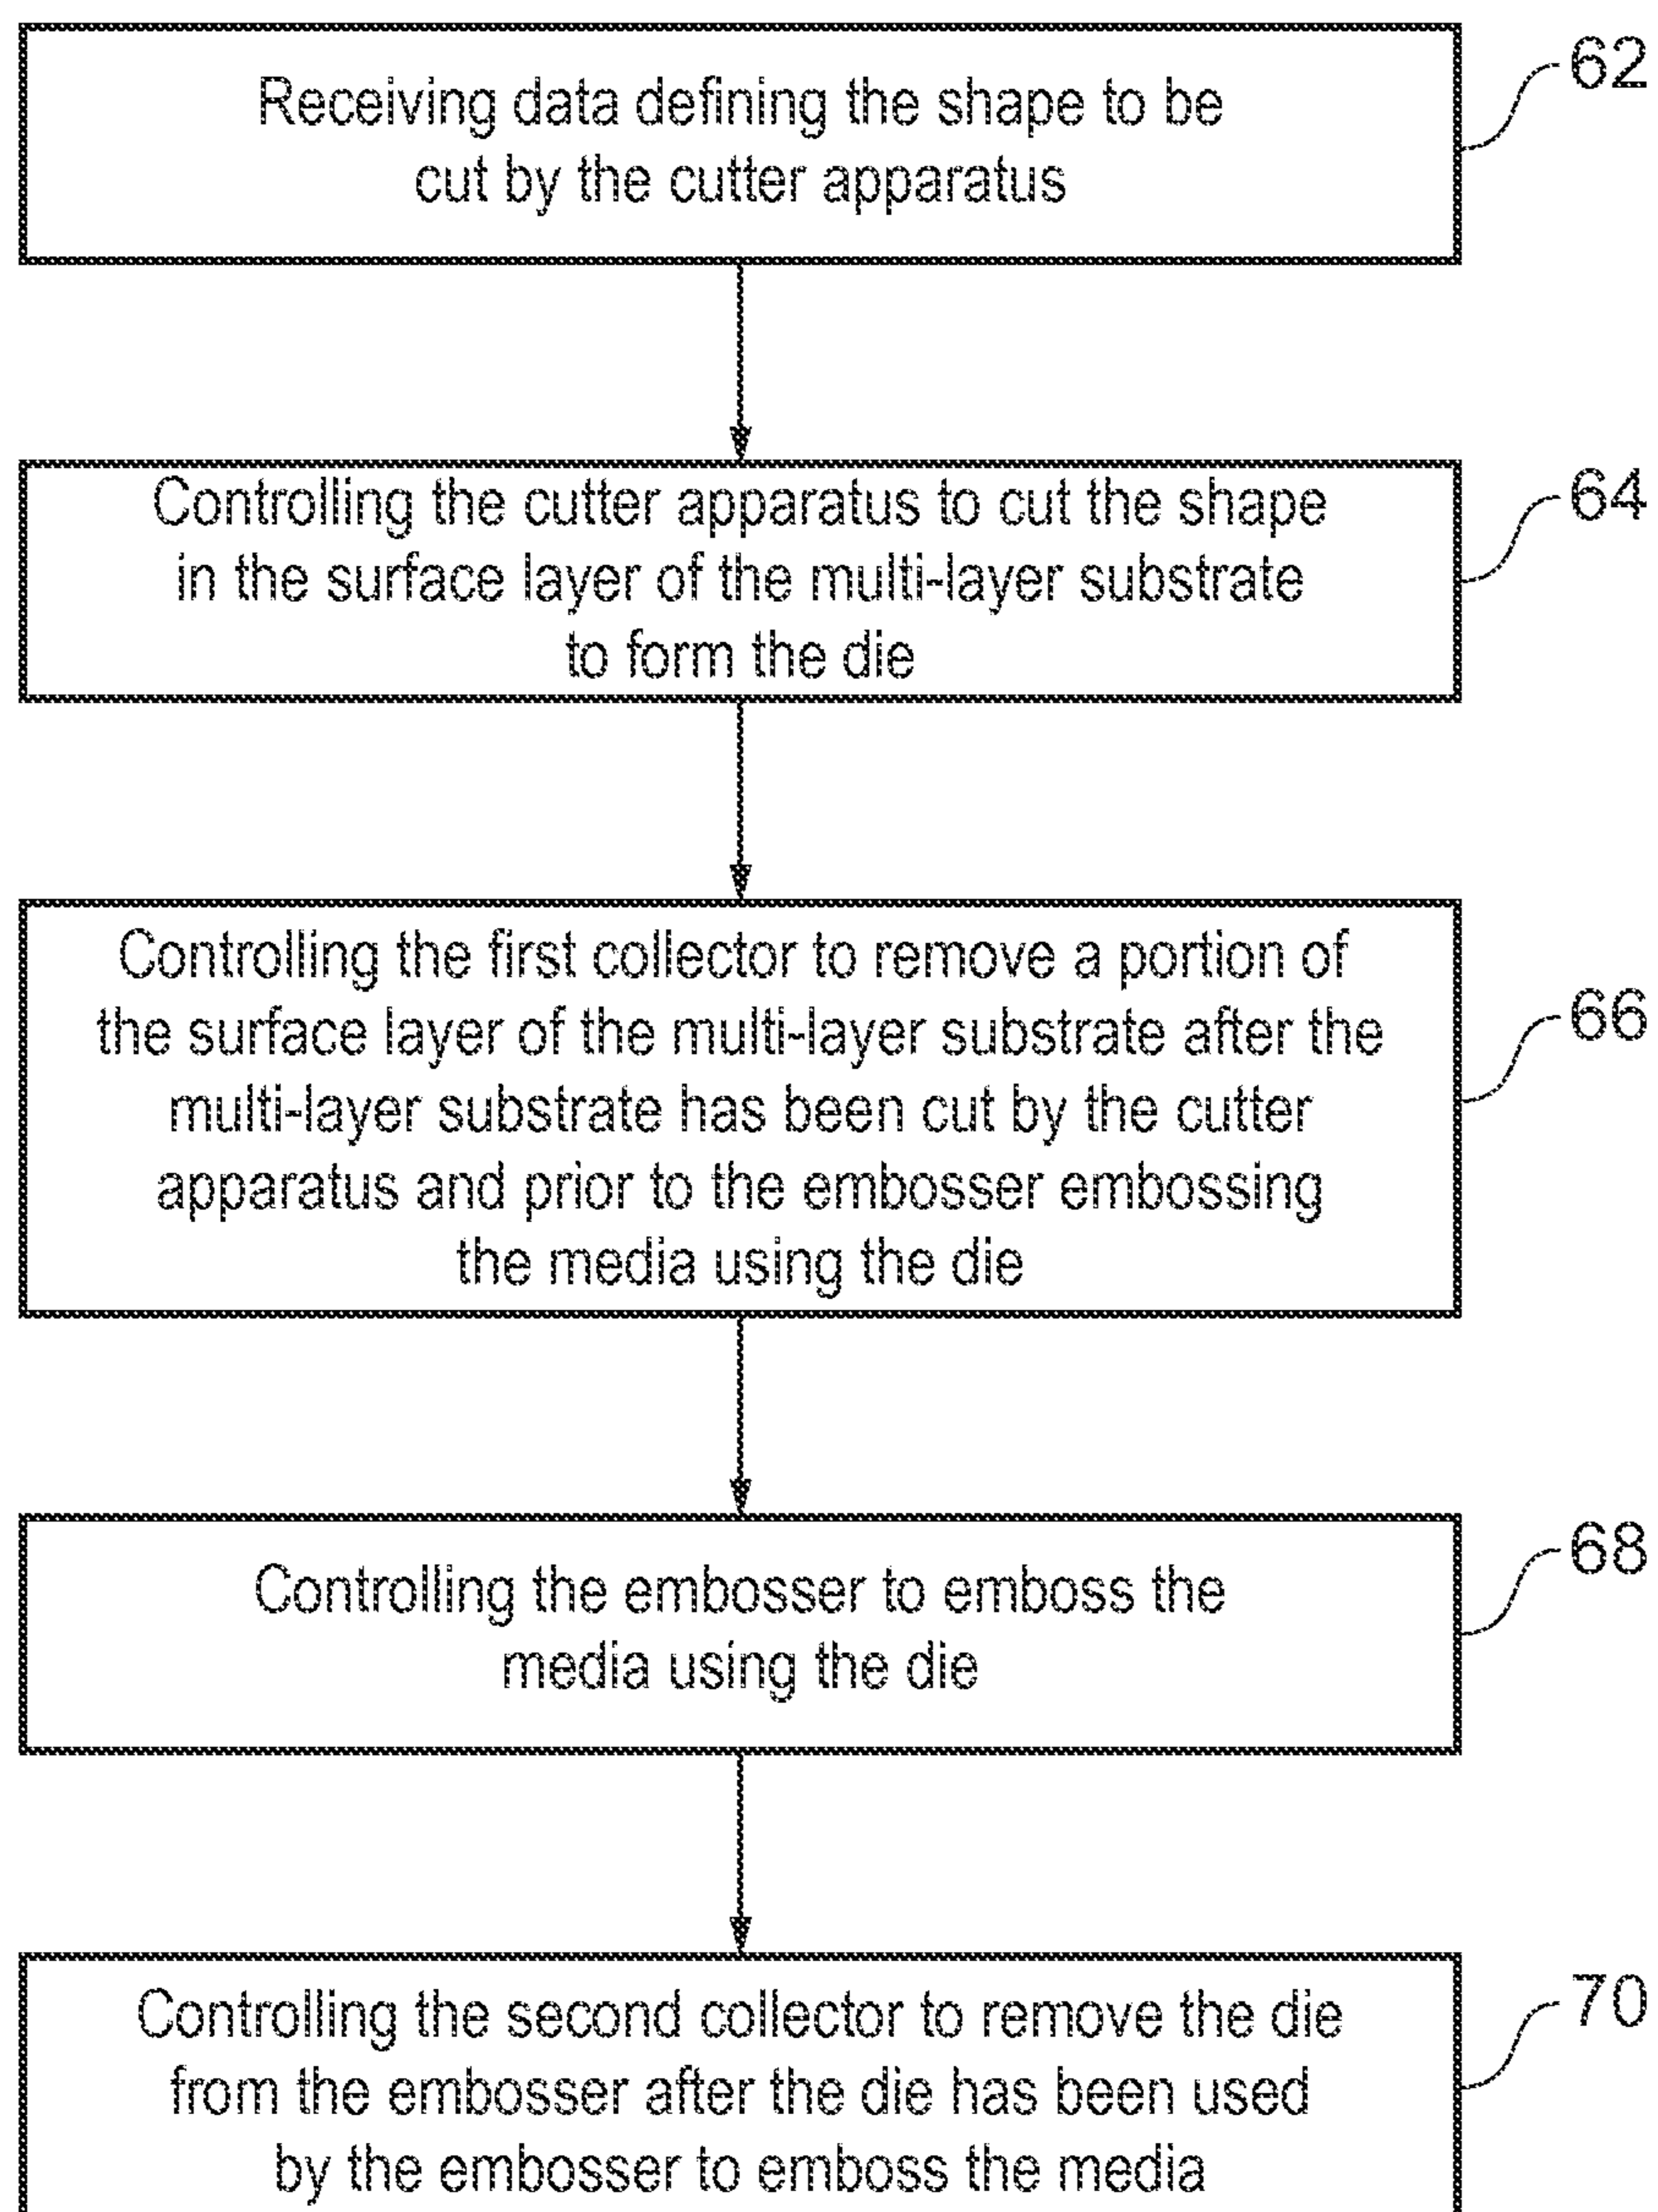 Receiving data defining the shape to be
cut by the cutter apparatus
62
Controlling the cutter apparatus to cut the shape
in the surface layer of the multi-layer substrate
to form the die
64
Controlling the first collector to remove a portion of
the surface layer of the multi-layer substrate after the
multi-layer substrate has been cut by the cutter
apparatus and prior to the embosser embossing
the media using the die
66
Controlling the embosser to emboss the
media using the die
68
Controlling the second collector to remove the die
from the embosser after the die has been used
by the embosser to emboss the media
70